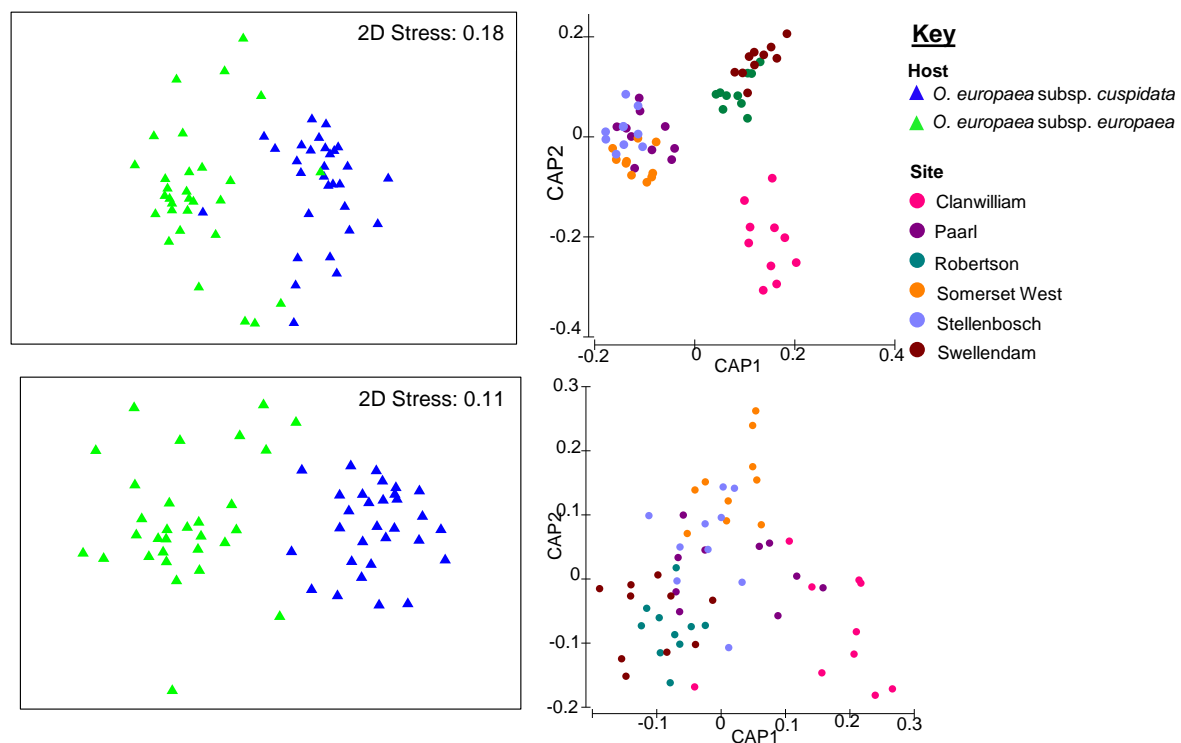 2D Stress: 0.18
0.2
0
-0.2
-0.4
CAP2
-0.2
0
0.2
0.4
CAP1
Key
Host
O. europaea subsp. cuspidata
O. europaea subsp. europaea
Site
Clanwilliam
Paarl
Robertson
Somerset West
Stellenbosch
Swellendam
2D Stress: 0.11
0.3
0.2
0.1
0
-0.1
-0.2
CAP2
-0.1
0
0.1
0.2
0.3
CAP1